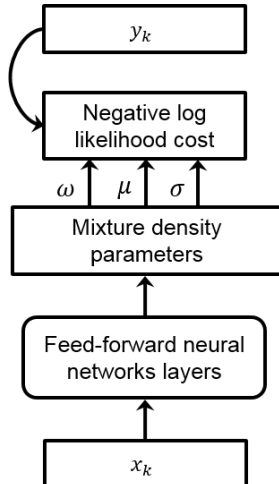 y_k
Negative log
likelihood cost
ω μ σ
Mixture density
parameters
Feed-forward neural
networks layers
x_k